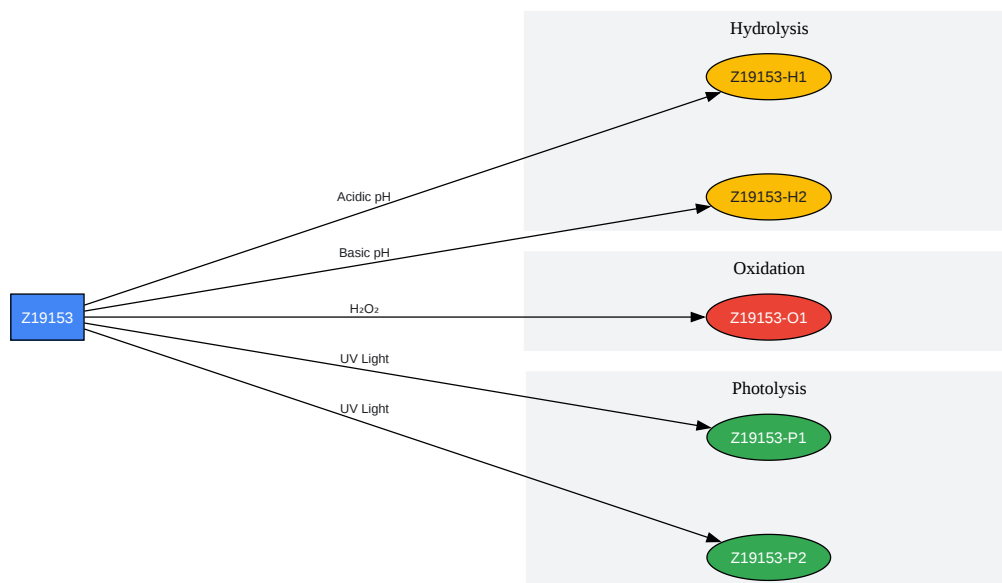 Hydrolysis
Z19153-H1
Acidic pH
Z19153-H2
Basic pH
Oxidation
Z19153
H₂O₂
Z19153-O1
UV Light
Photolysis
UV Light
Z19153-P1
Z19153-P2